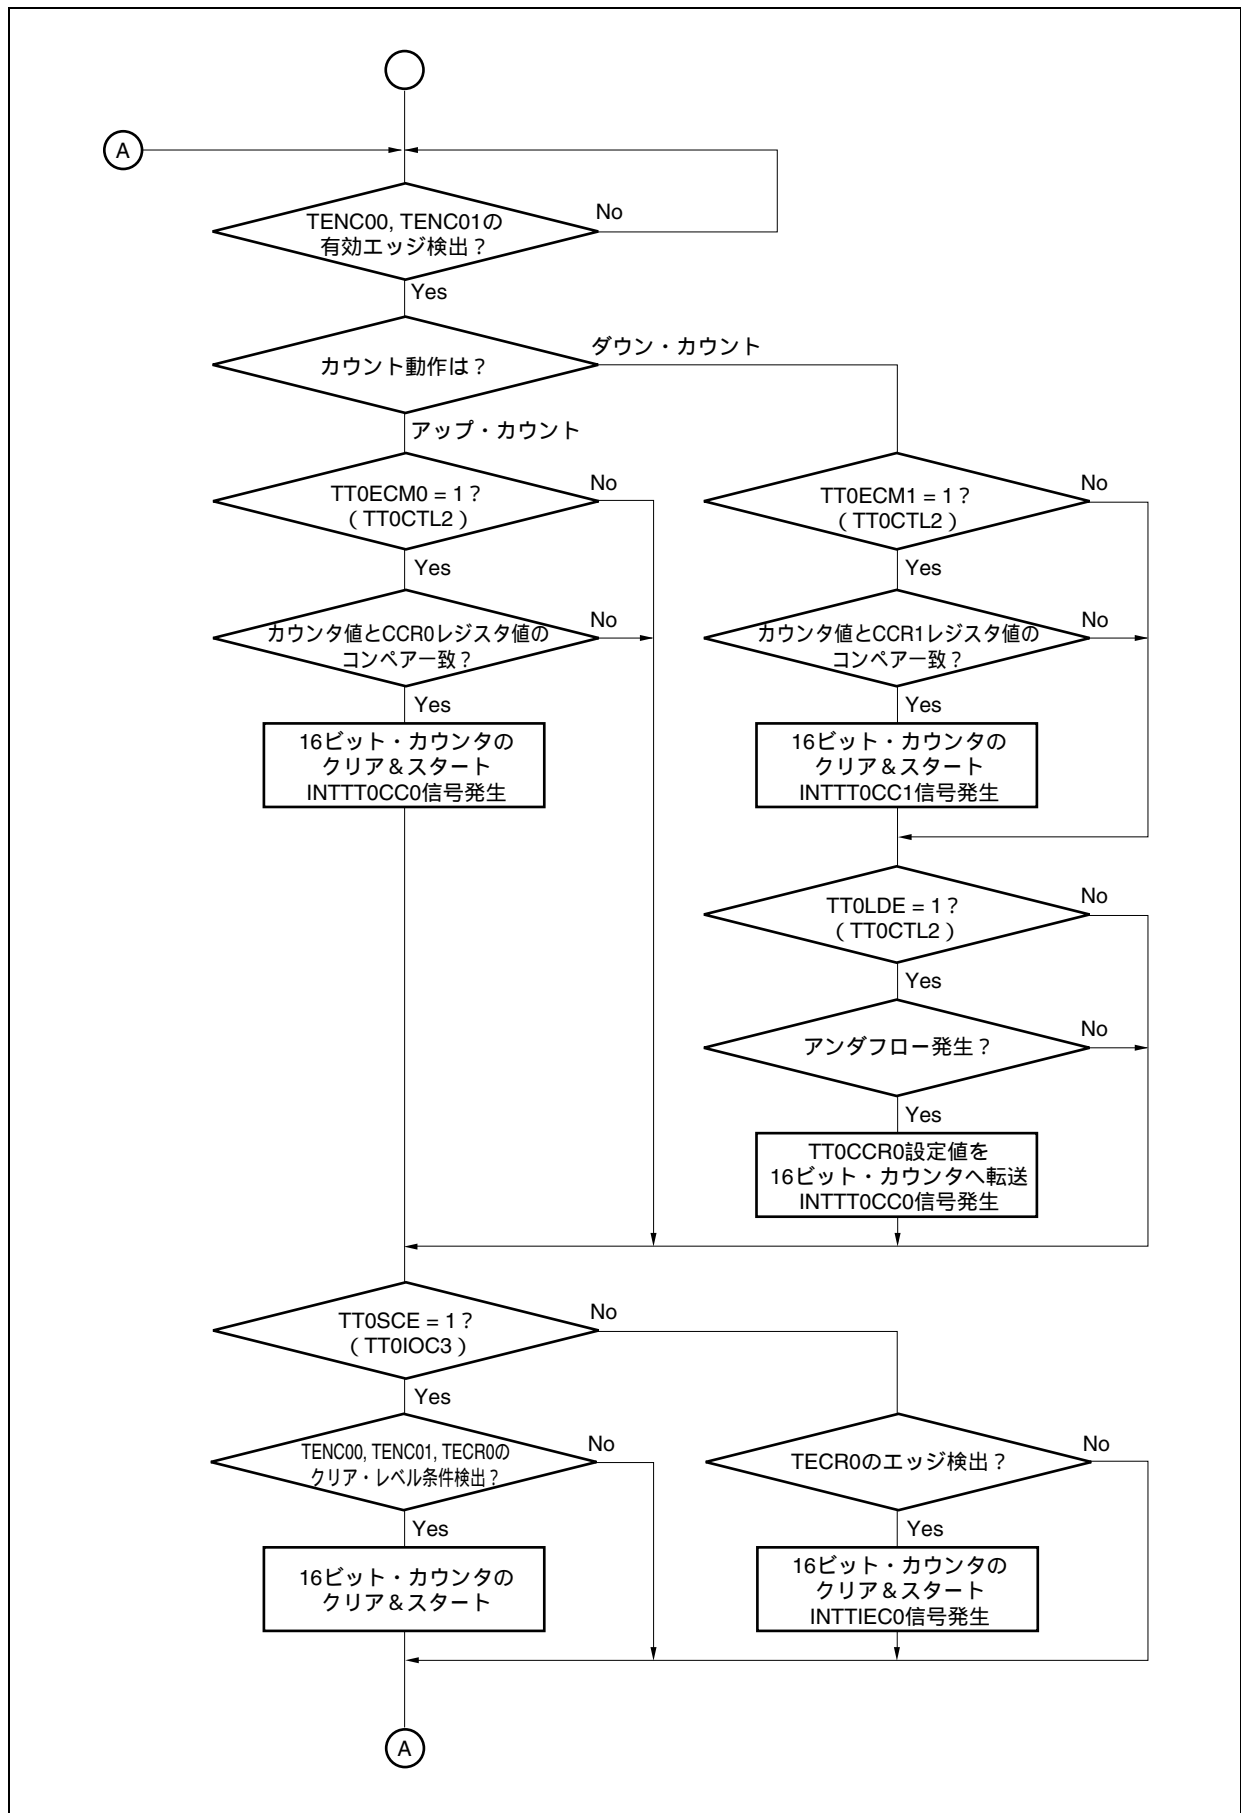 A
TENC00, TENC01の
有効エッジ検出？
No
Yes
カウント動作は？
ダウン・カウント
アップ・カウント
TT0ECM0 = 1？
（TT0CTL2）
No
Yes
TT0ECM1 = 1？
（TT0CTL2）
No
Yes
カウンタ値とCCR0レジスタ値の
コンペア一致？
No
Yes
カウンタ値とCCR1レジスタ値の
コンペア一致？
No
Yes
16ビット・カウンタの
クリア＆スタート
INTTT0CC0信号発生
16ビット・カウンタの
クリア＆スタート
INTTT0CC1信号発生
TT0LDE = 1？
（TT0CTL2）
No
Yes
アンダフロー発生？
No
Yes
TT0CCR0設定値を
16ビット・カウンタへ転送
INTTT0CC0信号発生
TT0SCE = 1？
（TT0IOC3）
No
Yes
TENC00, TENC01, TECR0の
クリア・レベル条件検出？
No
Yes
TECR0のエッジ検出？
No
Yes
16ビット・カウンタの
クリア＆スタート
16ビット・カウンタの
クリア＆スタート
INTTIEC0信号発生
A